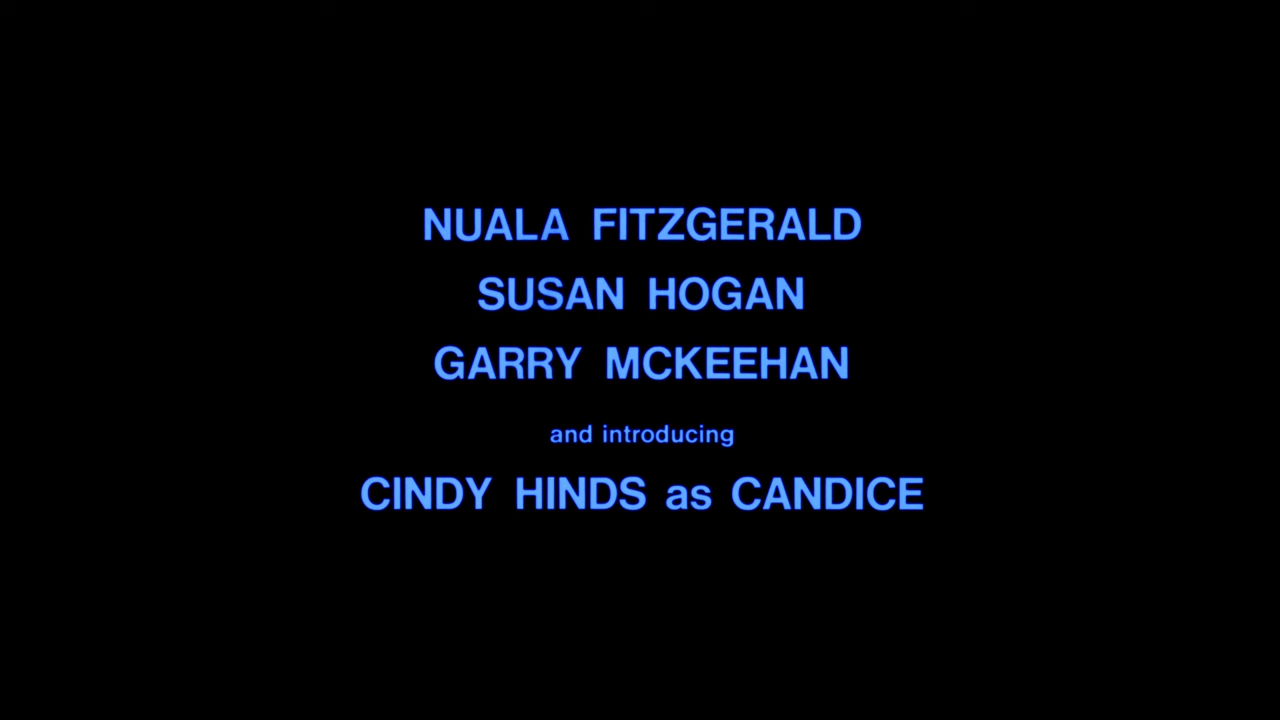 NUALA FITZGERALD
SUSAN HOGAN
GARRY MCKEEHAN
and introducing
CINDY HINDS as CANDICE